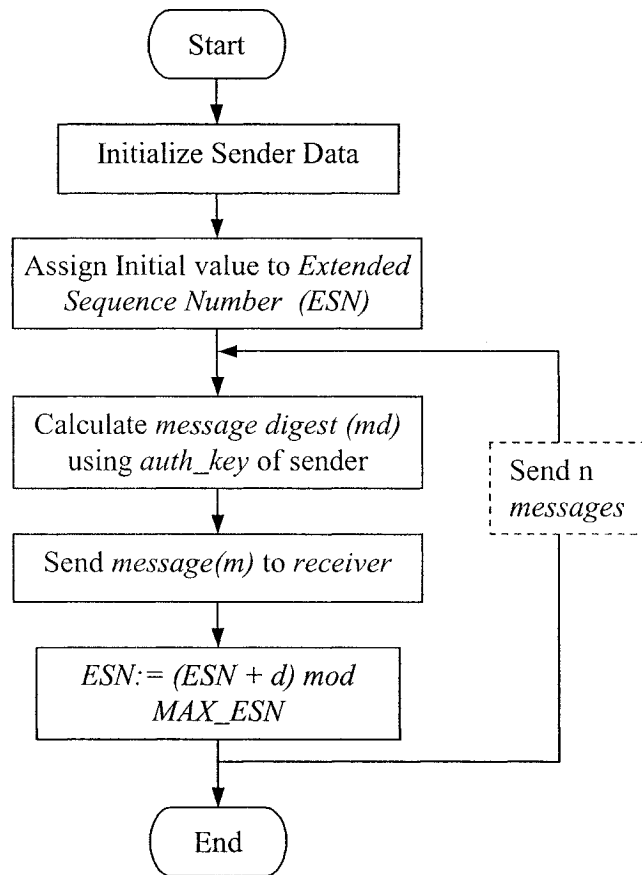 Start
Initialize Sender Data
Assign Initial value to Extended
Sequence Number (ESN)
Calculate message digest (md)
using auth_key of sender
Send n
messages
Send message(m) to receiver
ESN:= (ESN + d) mod
MAX_ESN
End